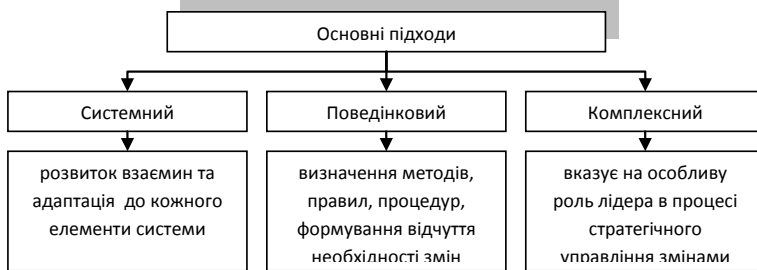 Основні підходи
Системний
Поведінковий
Комплексний
розвиток взаємин та
адаптація до кожного
елементи системи
визначення методів,
правил, процедур,
формування відчуття
необхідності змін
вказує на особливу
роль лідера в процесі
стратегічного
управління змінами